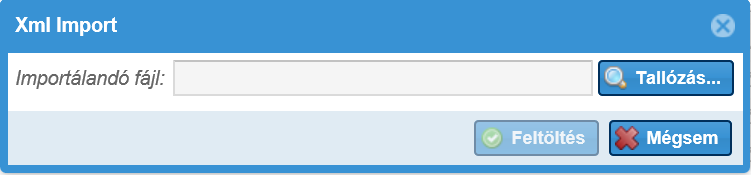 Xml Import
Importálandó fájl: Tallózás...
Feltöltés Mégsem